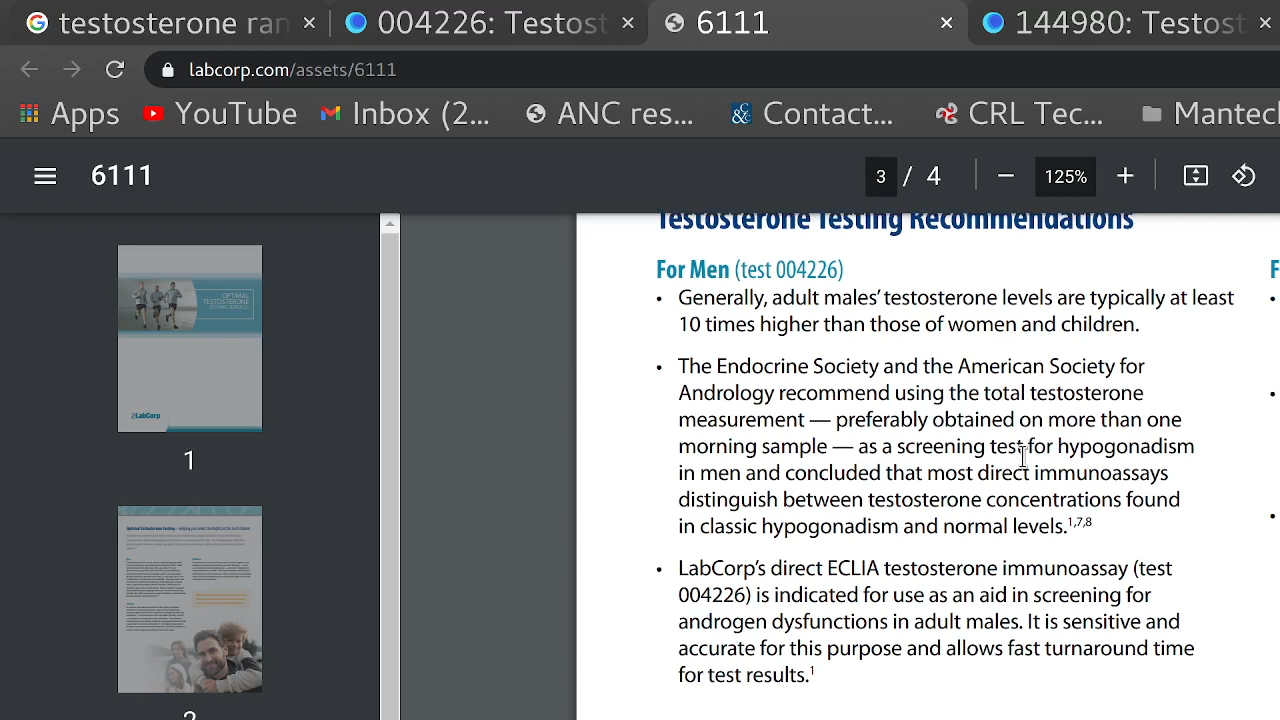 testosterone ran
004226: Testost
6111
144980: Testost
labcorp.com/assets/6111
Apps
YouTube
Inbox (2...
ANC res...
Contact...
CRL Tec...
Mantech
6111
3 / 4
125%
OPTIMAL
TESTOSTERONE
TESTING SERVICES
LabCorp
1
2
Testosterone Testing Recommendations
For Men (test 004226)
• Generally, adult males’ testosterone levels are typically at least
10 times higher than those of women and children.
• The Endocrine Society and the American Society for
Andrology recommend using the total testosterone
measurement — preferably obtained on more than one
morning sample — as a screening test for hypogonadism
in men and concluded that most direct immunoassays
distinguish between testosterone concentrations found
in classic hypogonadism and normal levels.1,7,8
• LabCorp’s direct ECLIA testosterone immunoassay (test
004226) is indicated for use as an aid in screening for
androgen dysfunctions in adult males. It is sensitive and
accurate for this purpose and allows fast turnaround time
for test results.1
F